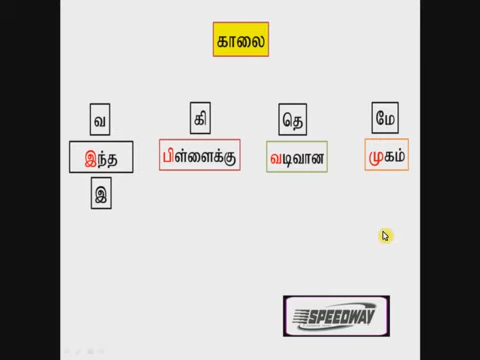 காலை
வ கி தெ மே
இந்த பிள்ளைக்கு வடிவான முகம்
இ
SPEEDWAY